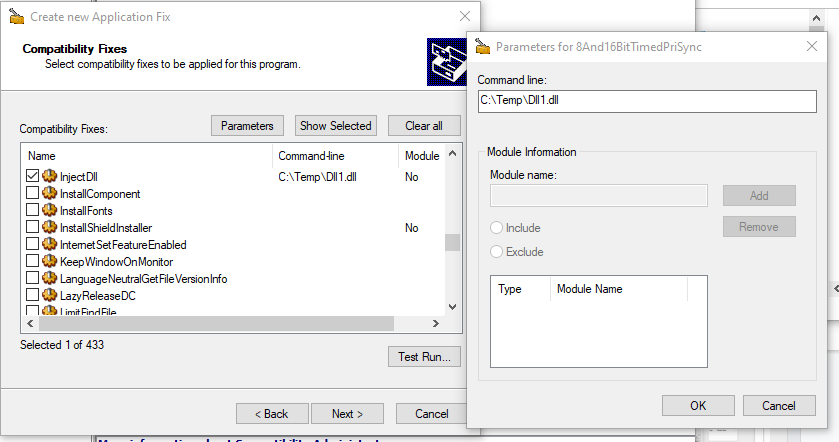 Create new Application Fix
Compatibility Fixes
Select compatibility fixes to be applied for this program.
Compatibility Fixes:
Parameters
Show Selected
Clear all
Name Command-line Module
InjectDll C:\Temp\Dll1.dll No
InstallComponent
InstallFonts
InstallShieldInstaller No
InternetSetFeatureEnabled
KeepWindowOnMonitor
LanguageNeutralGetFileVersionInfo
LazyReleaseDC
LimitFindFile
Selected 1 of 433
Test Run...
< Back
Next >
Cancel
Parameters for 8And16BitTimedPriSync
Command line:
C:\Temp\Dll1.dll
Module Information
Module name:
Add
Include
Remove
Exclude
Type Module Name
OK
Cancel